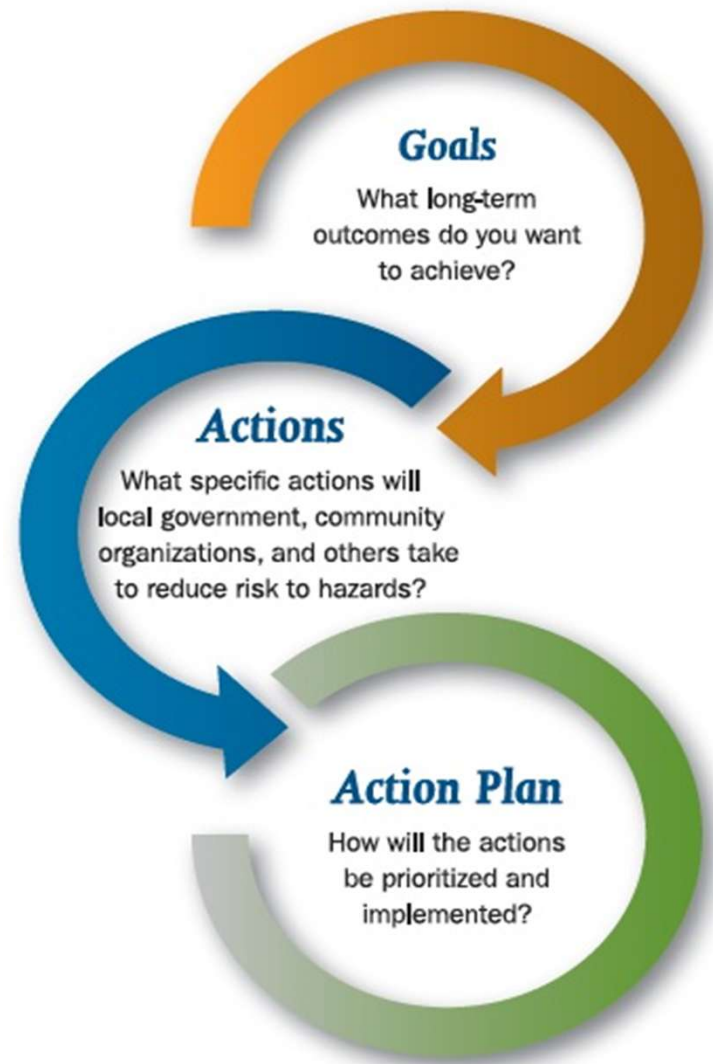 Goals
What long-term
outcomes do you want
to achieve?
Actions
What specific actions will
local government, community
organizations, and others take
to reduce risk to hazards?
Action Plan
How will the actions
be prioritized and
implemented?